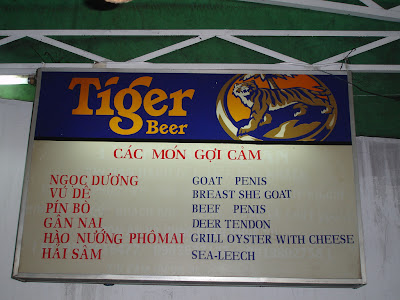 Tiger
Beer
CÁC MÓN GỢI CẢM
NGỌC DƯƠNG GOAT PENIS
VÚ DÊ BREAST SHE GOAT
PÍN BÒ BEEF PENIS
GÂN NAI DEER TENDON
HÀO NƯỚNG PHÔMAI GRILL OYSTER WiTH CHEESE
HẢI SÂM SEA-LEECH